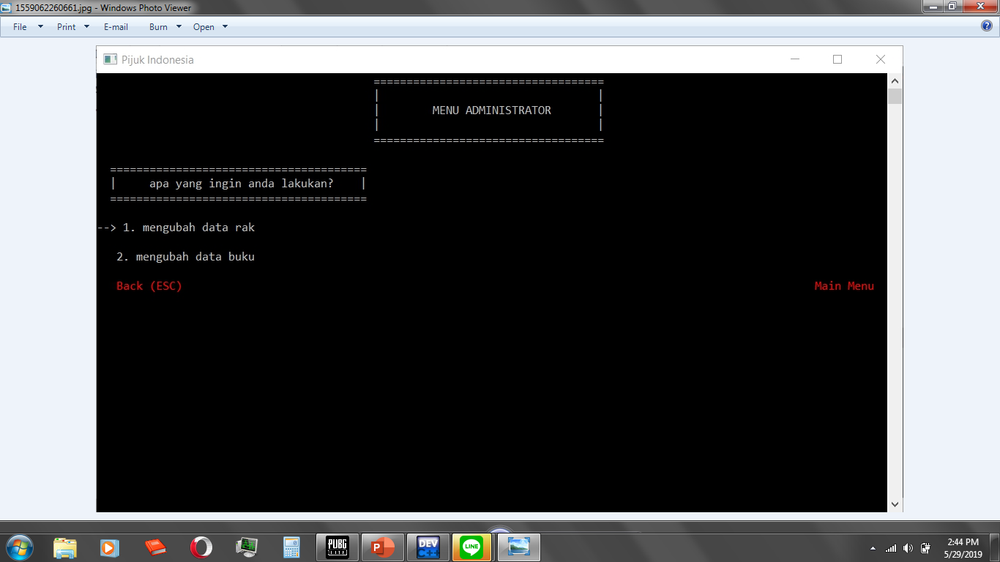 1559062260661.jpg - Windows Photo Viewer
File Print E-mail Burn Open
Pijuk Indonesia
===================================
| |
| MENU ADMINISTRATOR |
| |
===================================
=======================================
| apa yang ingin anda lakukan? |
=======================================
--> 1. mengubah data rak
2. mengubah data buku
Back (ESC) Main Menu
PUBG LITE P DEV C++ LINE
2:44 PM
5/29/2019